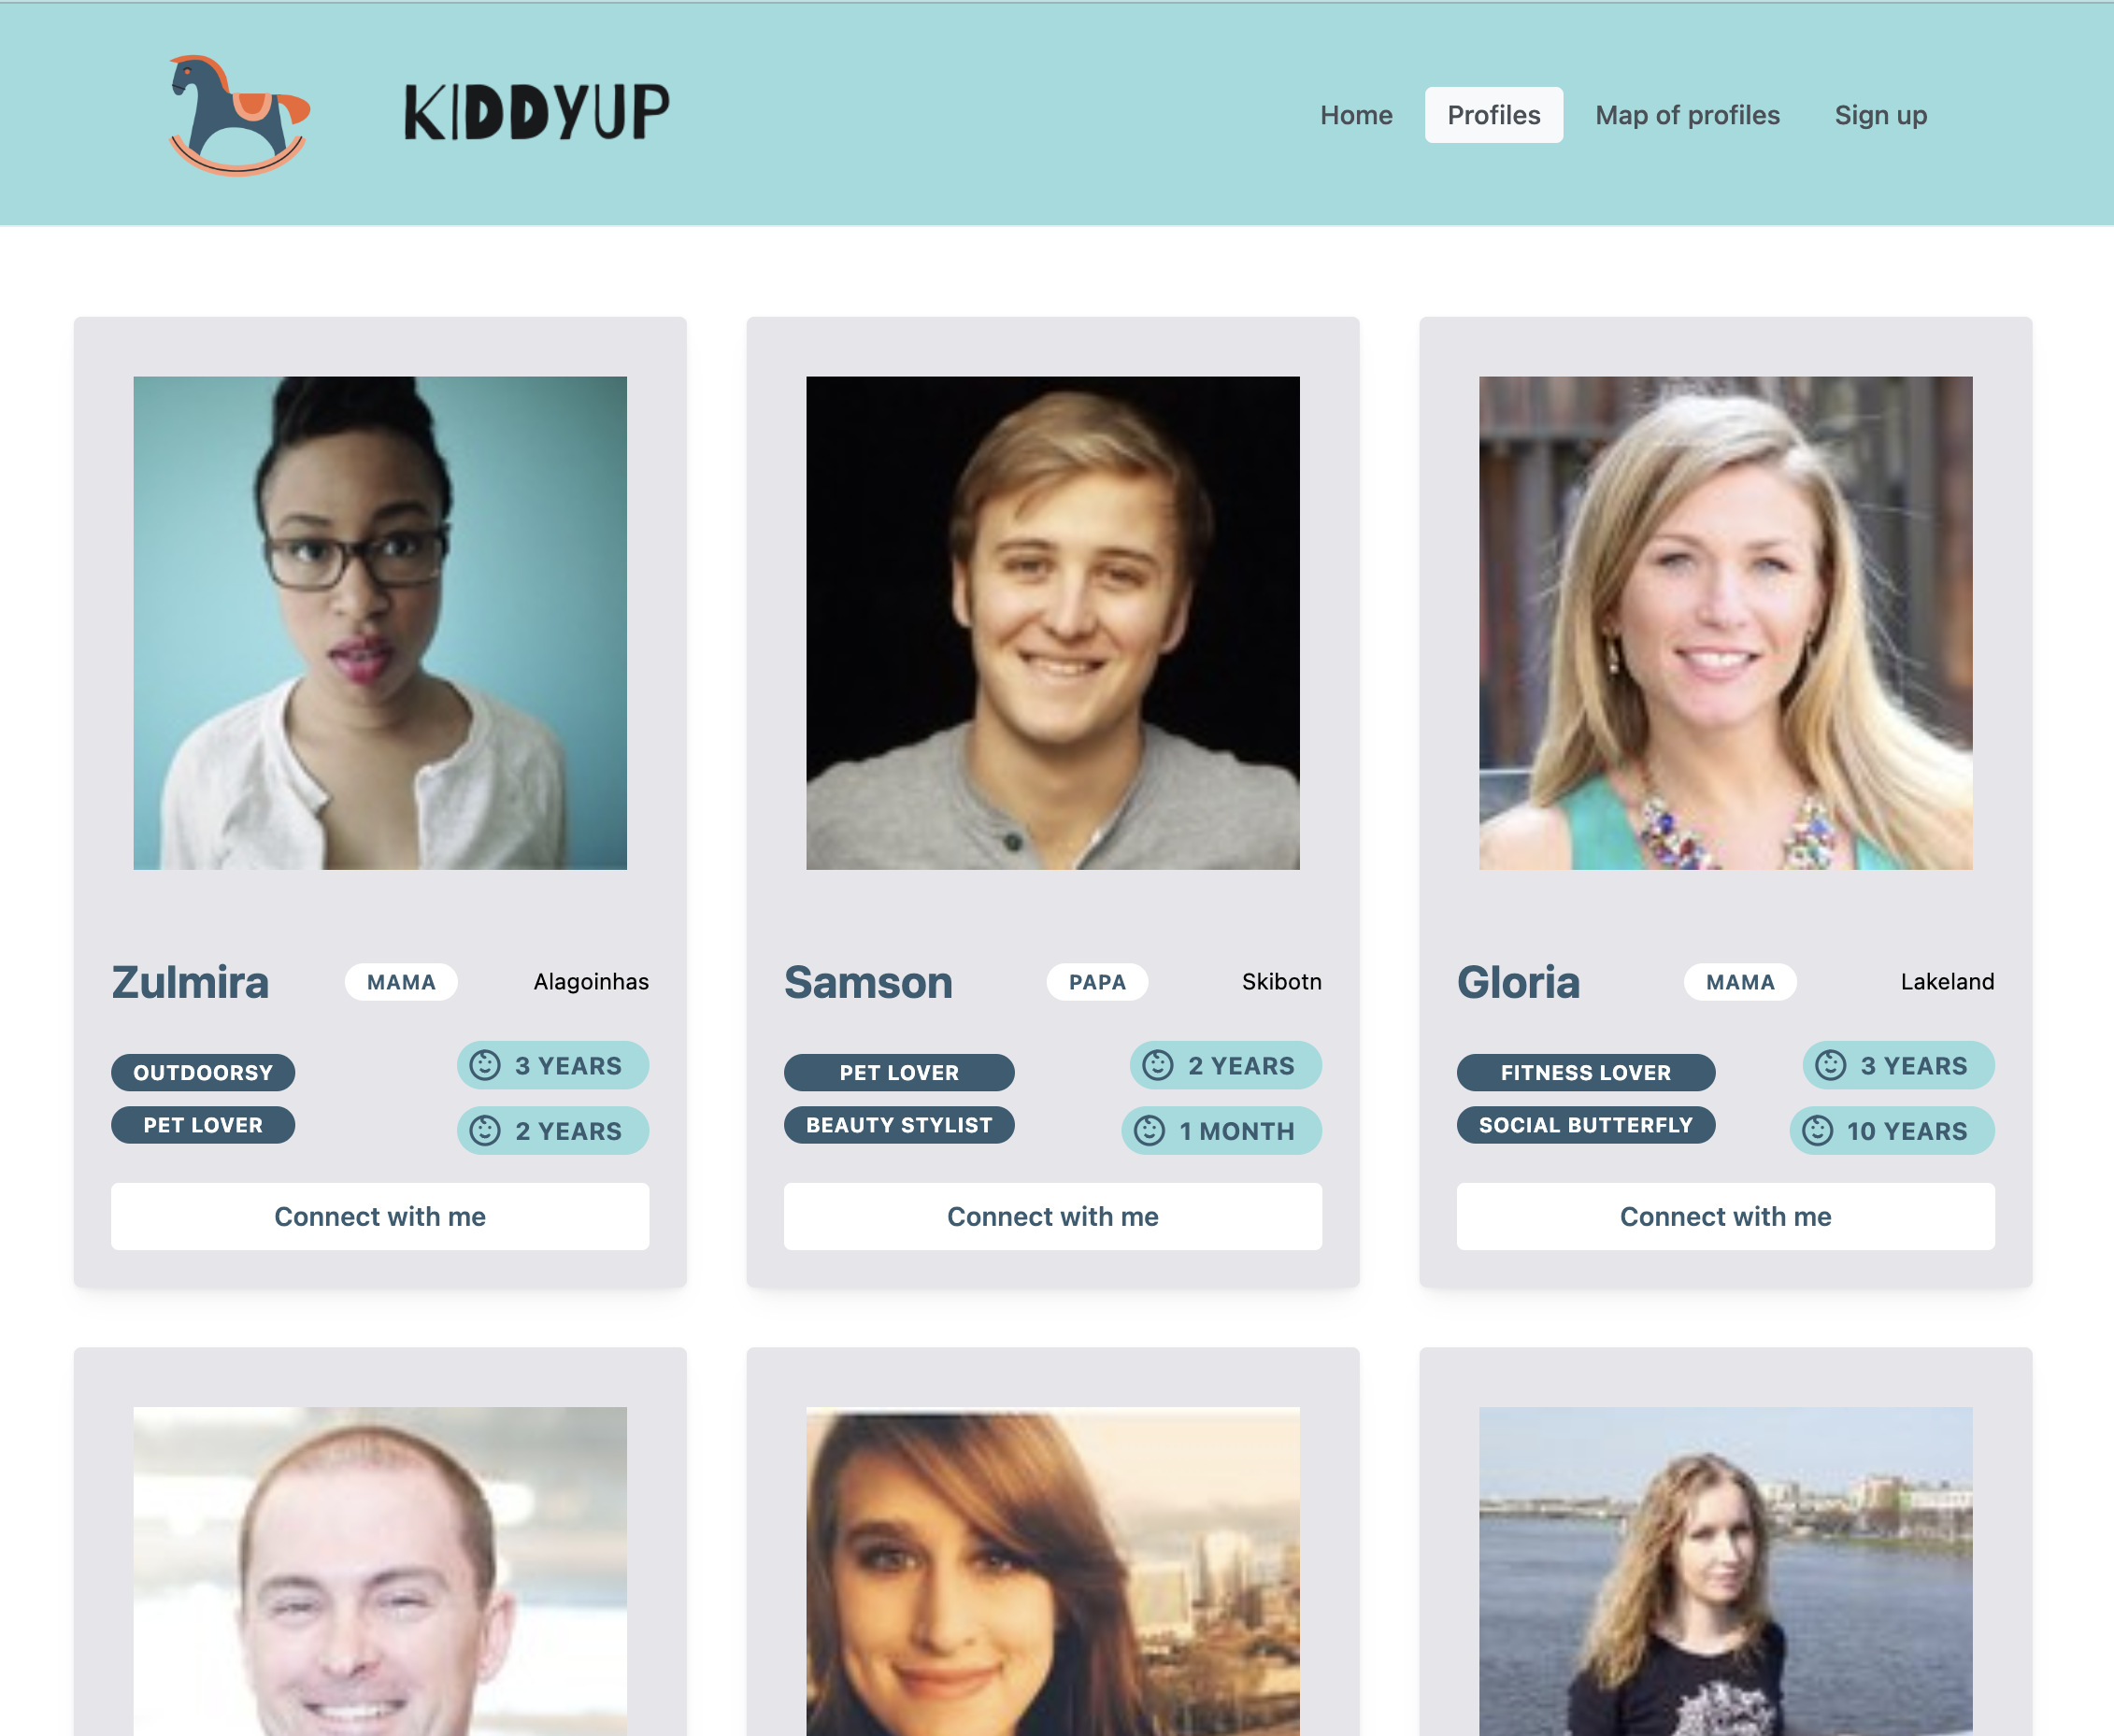 KIDDYUP
Home Profiles Map of profiles Sign up
Zulmira MAMA Alagoinhas
OUTDOORSY 3 YEARS
PET LOVER 2 YEARS
Connect with me
Samson PAPA Skibotn
PET LOVER 2 YEARS
BEAUTY STYLIST 1 MONTH
Connect with me
Gloria MAMA Lakeland
FITNESS LOVER 3 YEARS
SOCIAL BUTTERFLY 10 YEARS
Connect with me